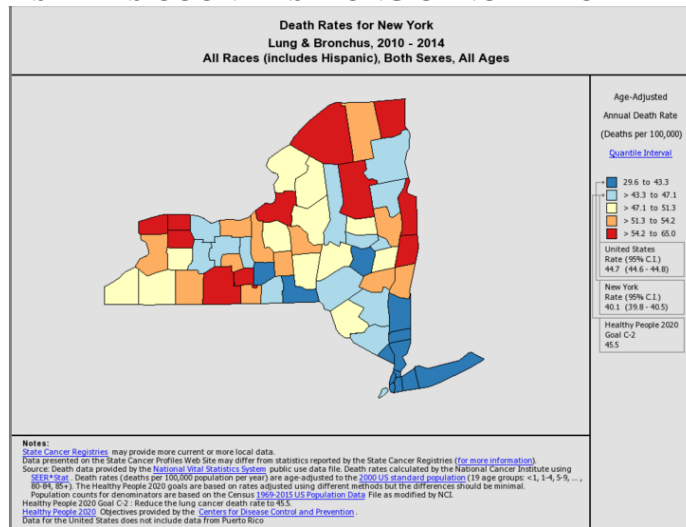 Death Rates for New York
Lung & Bronchus, 2010 - 2014
All Races (includes Hispanic), Both Sexes, All Ages
Age-Adjusted
Annual Death Rate
(Deaths per 100,000)
Quantile Interval
29.6 to 43.3
> 43.3 to 47.1
> 47.1 to 51.3
> 51.3 to 54.2
> 54.2 to 65.0
United States
Rate (95% C.I.)
44.7 (44.6 - 44.8)
New York
Rate (95% C.I.)
40.1 (39.8 - 40.5)
Healthy People 2020
Goal C-2
45.5
Notes:
State Cancer Registries may provide more current or more local data.
Data presented on the State Cancer Profiles Web Site may differ from statistics reported by the State Cancer Registries (for more information).
Source: Death data provided by the National Vital Statistics System public use data file. Death rates calculated by the National Cancer Institute using
SEER*Stat . Death rates (deaths per 100,000 population per year) are age-adjusted to the 2000 US standard population (19 age groups: <1, 1-4, 5-9, ... ,
80-84, 85+). The Healthy People 2020 goals are based on rates adjusted using different methods but the differences should be minimal.
Population counts for denominators are based on the Census 1969-2015 US Population Data File as modified by NCI.
Healthy People 2020 Goal C-2 : Reduce the lung cancer death rate to 45.5.
Healthy People 2020 Objectives provided by the Centers for Disease Control and Prevention .
Data for the United States does not include data from Puerto Rico